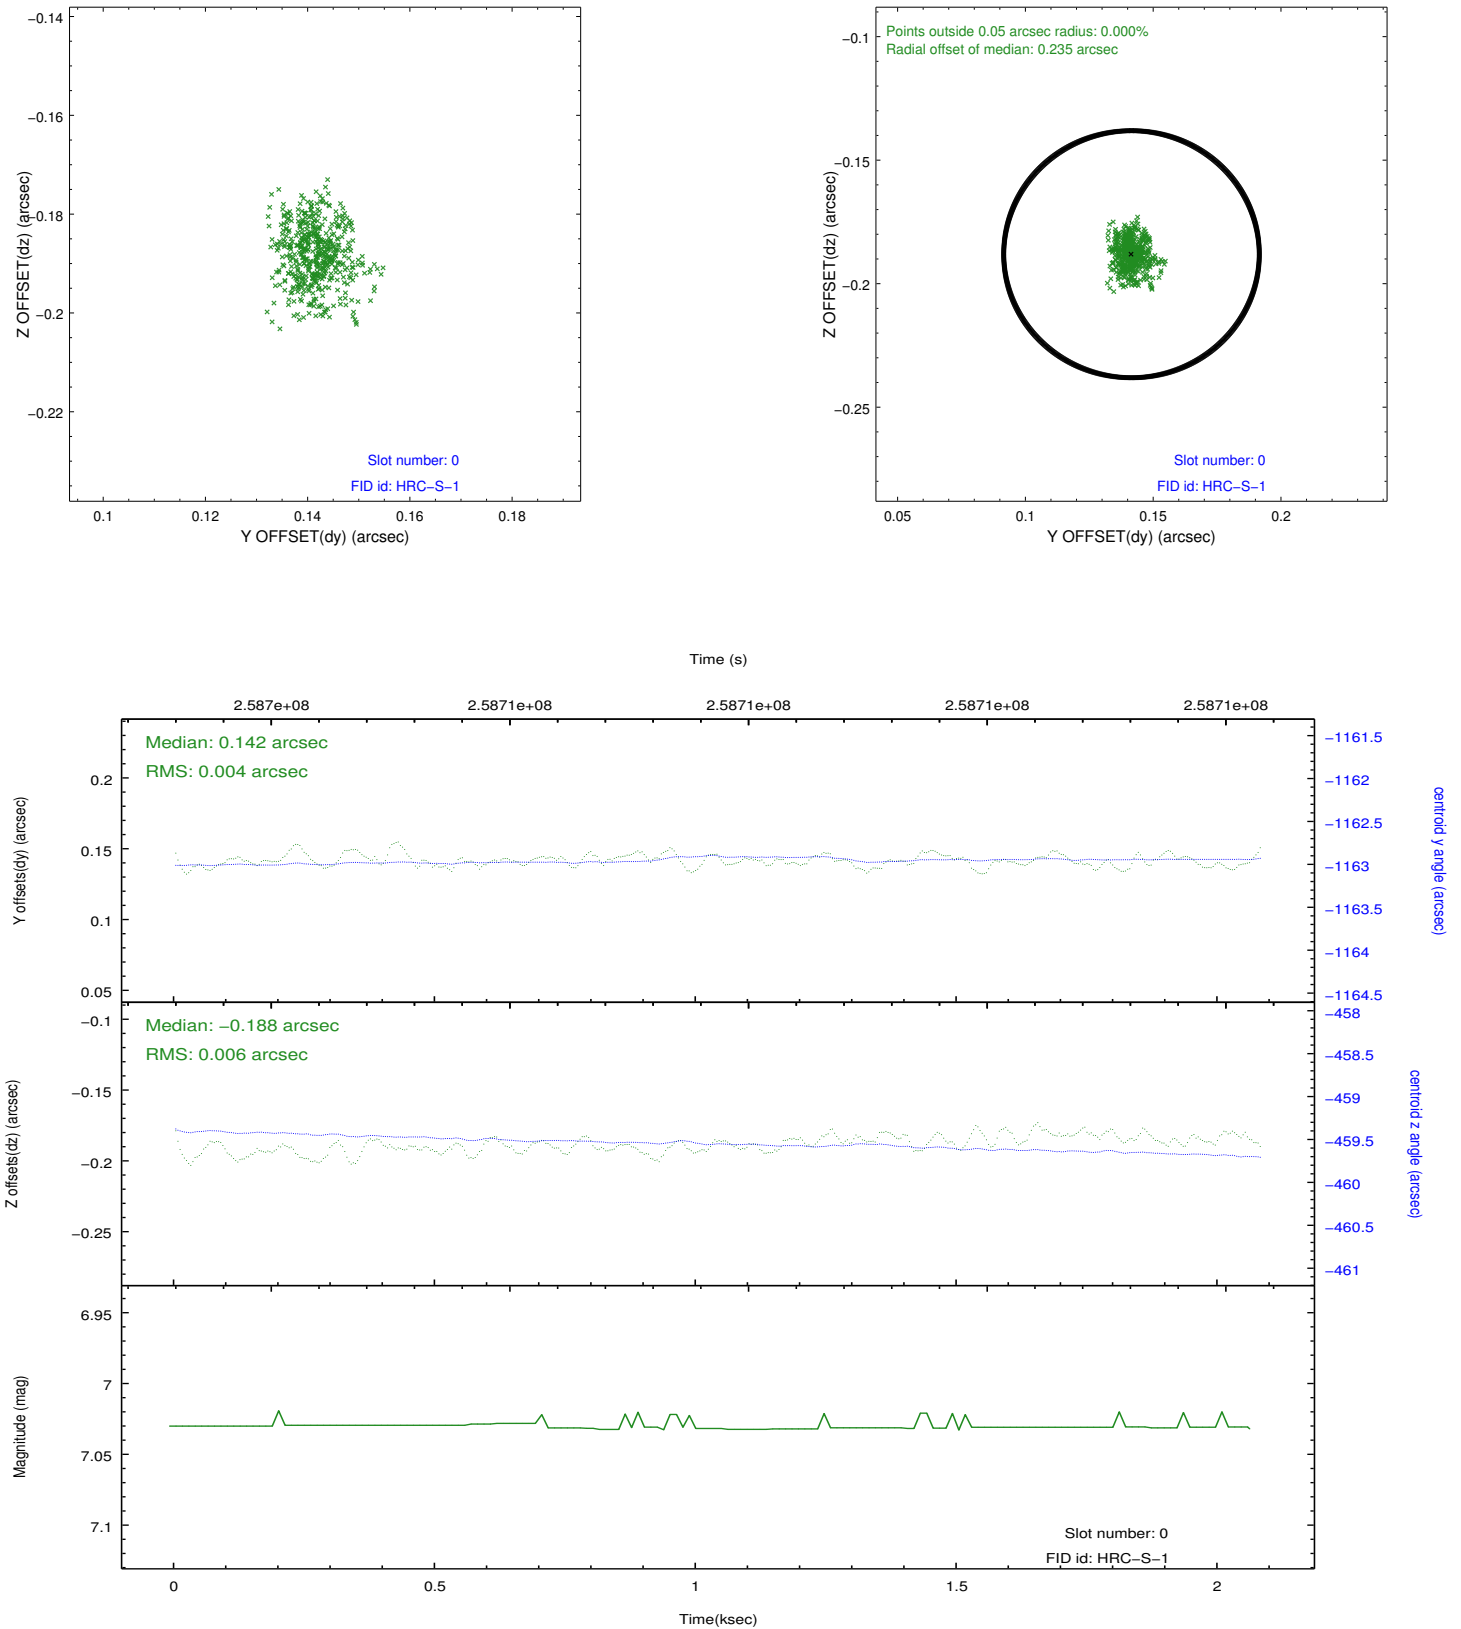 −0.14
−0.16
−0.18
−0.2
−0.22
Z OFFSET(dz) (arcsec)
Slot number: 0
FID id: HRC−S−1
0.1 0.12 0.14 0.16 0.18
Y OFFSET(dy) (arcsec)
Points outside 0.05 arcsec radius: 0.000%
Radial offset of median: 0.235 arcsec
−0.1
−0.15
−0.2
−0.25
Z OFFSET(dz) (arcsec)
Slot number: 0
FID id: HRC−S−1
0.05 0.1 0.15 0.2
Y OFFSET(dy) (arcsec)
Time (s)
2.587e+08 2.5871e+08 2.5871e+08 2.5871e+08 2.5871e+08
Median: 0.142 arcsec
RMS: 0.004 arcsec
0.2
0.15
0.1
0.05
Y offsets(dy) (arcsec)
−1161.5
−1162
−1162.5
−1163
−1163.5
−1164
−1164.5
centroid y angle (arcsec)
Median: −0.188 arcsec
RMS: 0.006 arcsec
−0.1
−0.15
−0.2
−0.25
Z offsets(dz) (arcsec)
−458
−458.5
−459
−459.5
−460
−460.5
−461
centroid z angle (arcsec)
6.95
7
7.05
7.1
Magnitude (mag)
Slot number: 0
FID id: HRC−S−1
0 0.5 1 1.5 2
Time(ksec)